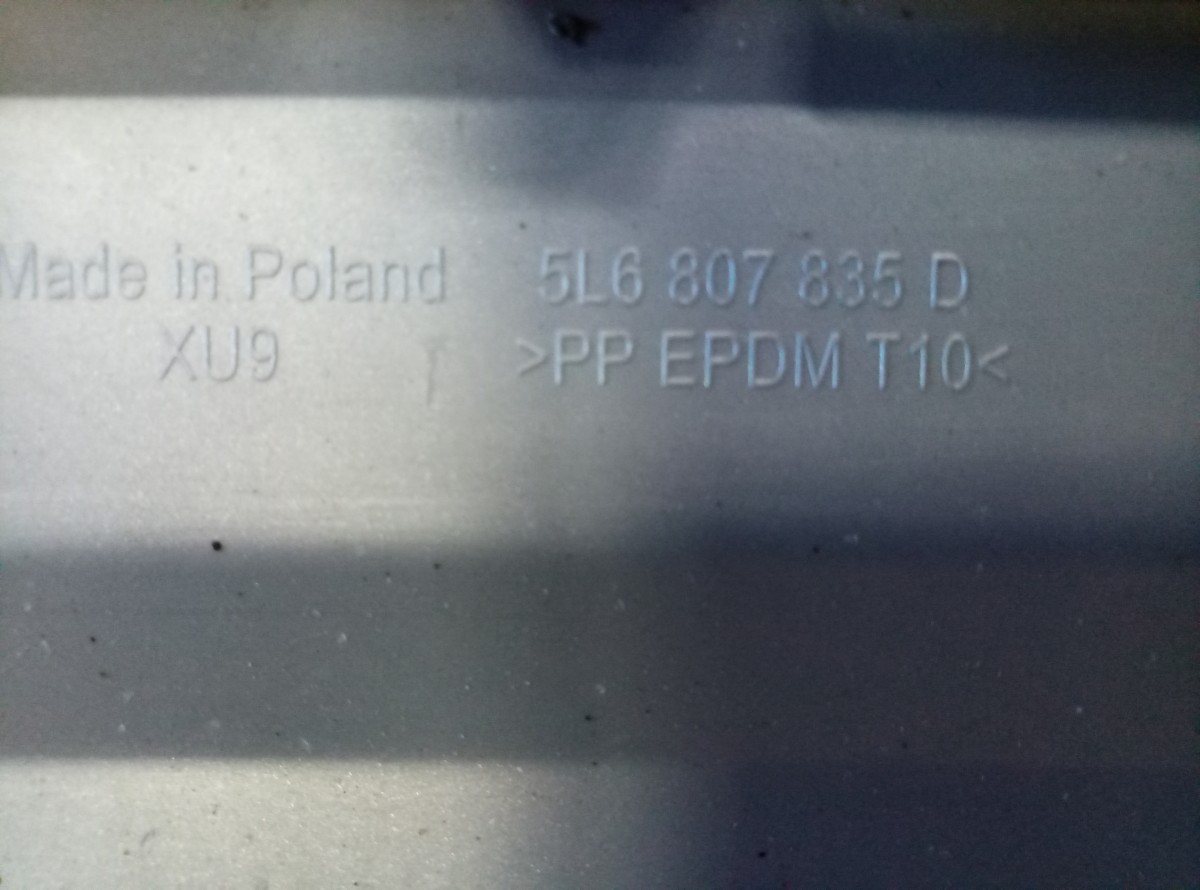 Made in Poland 5L6 807 835 D
XU9 >PP EPDM T10<